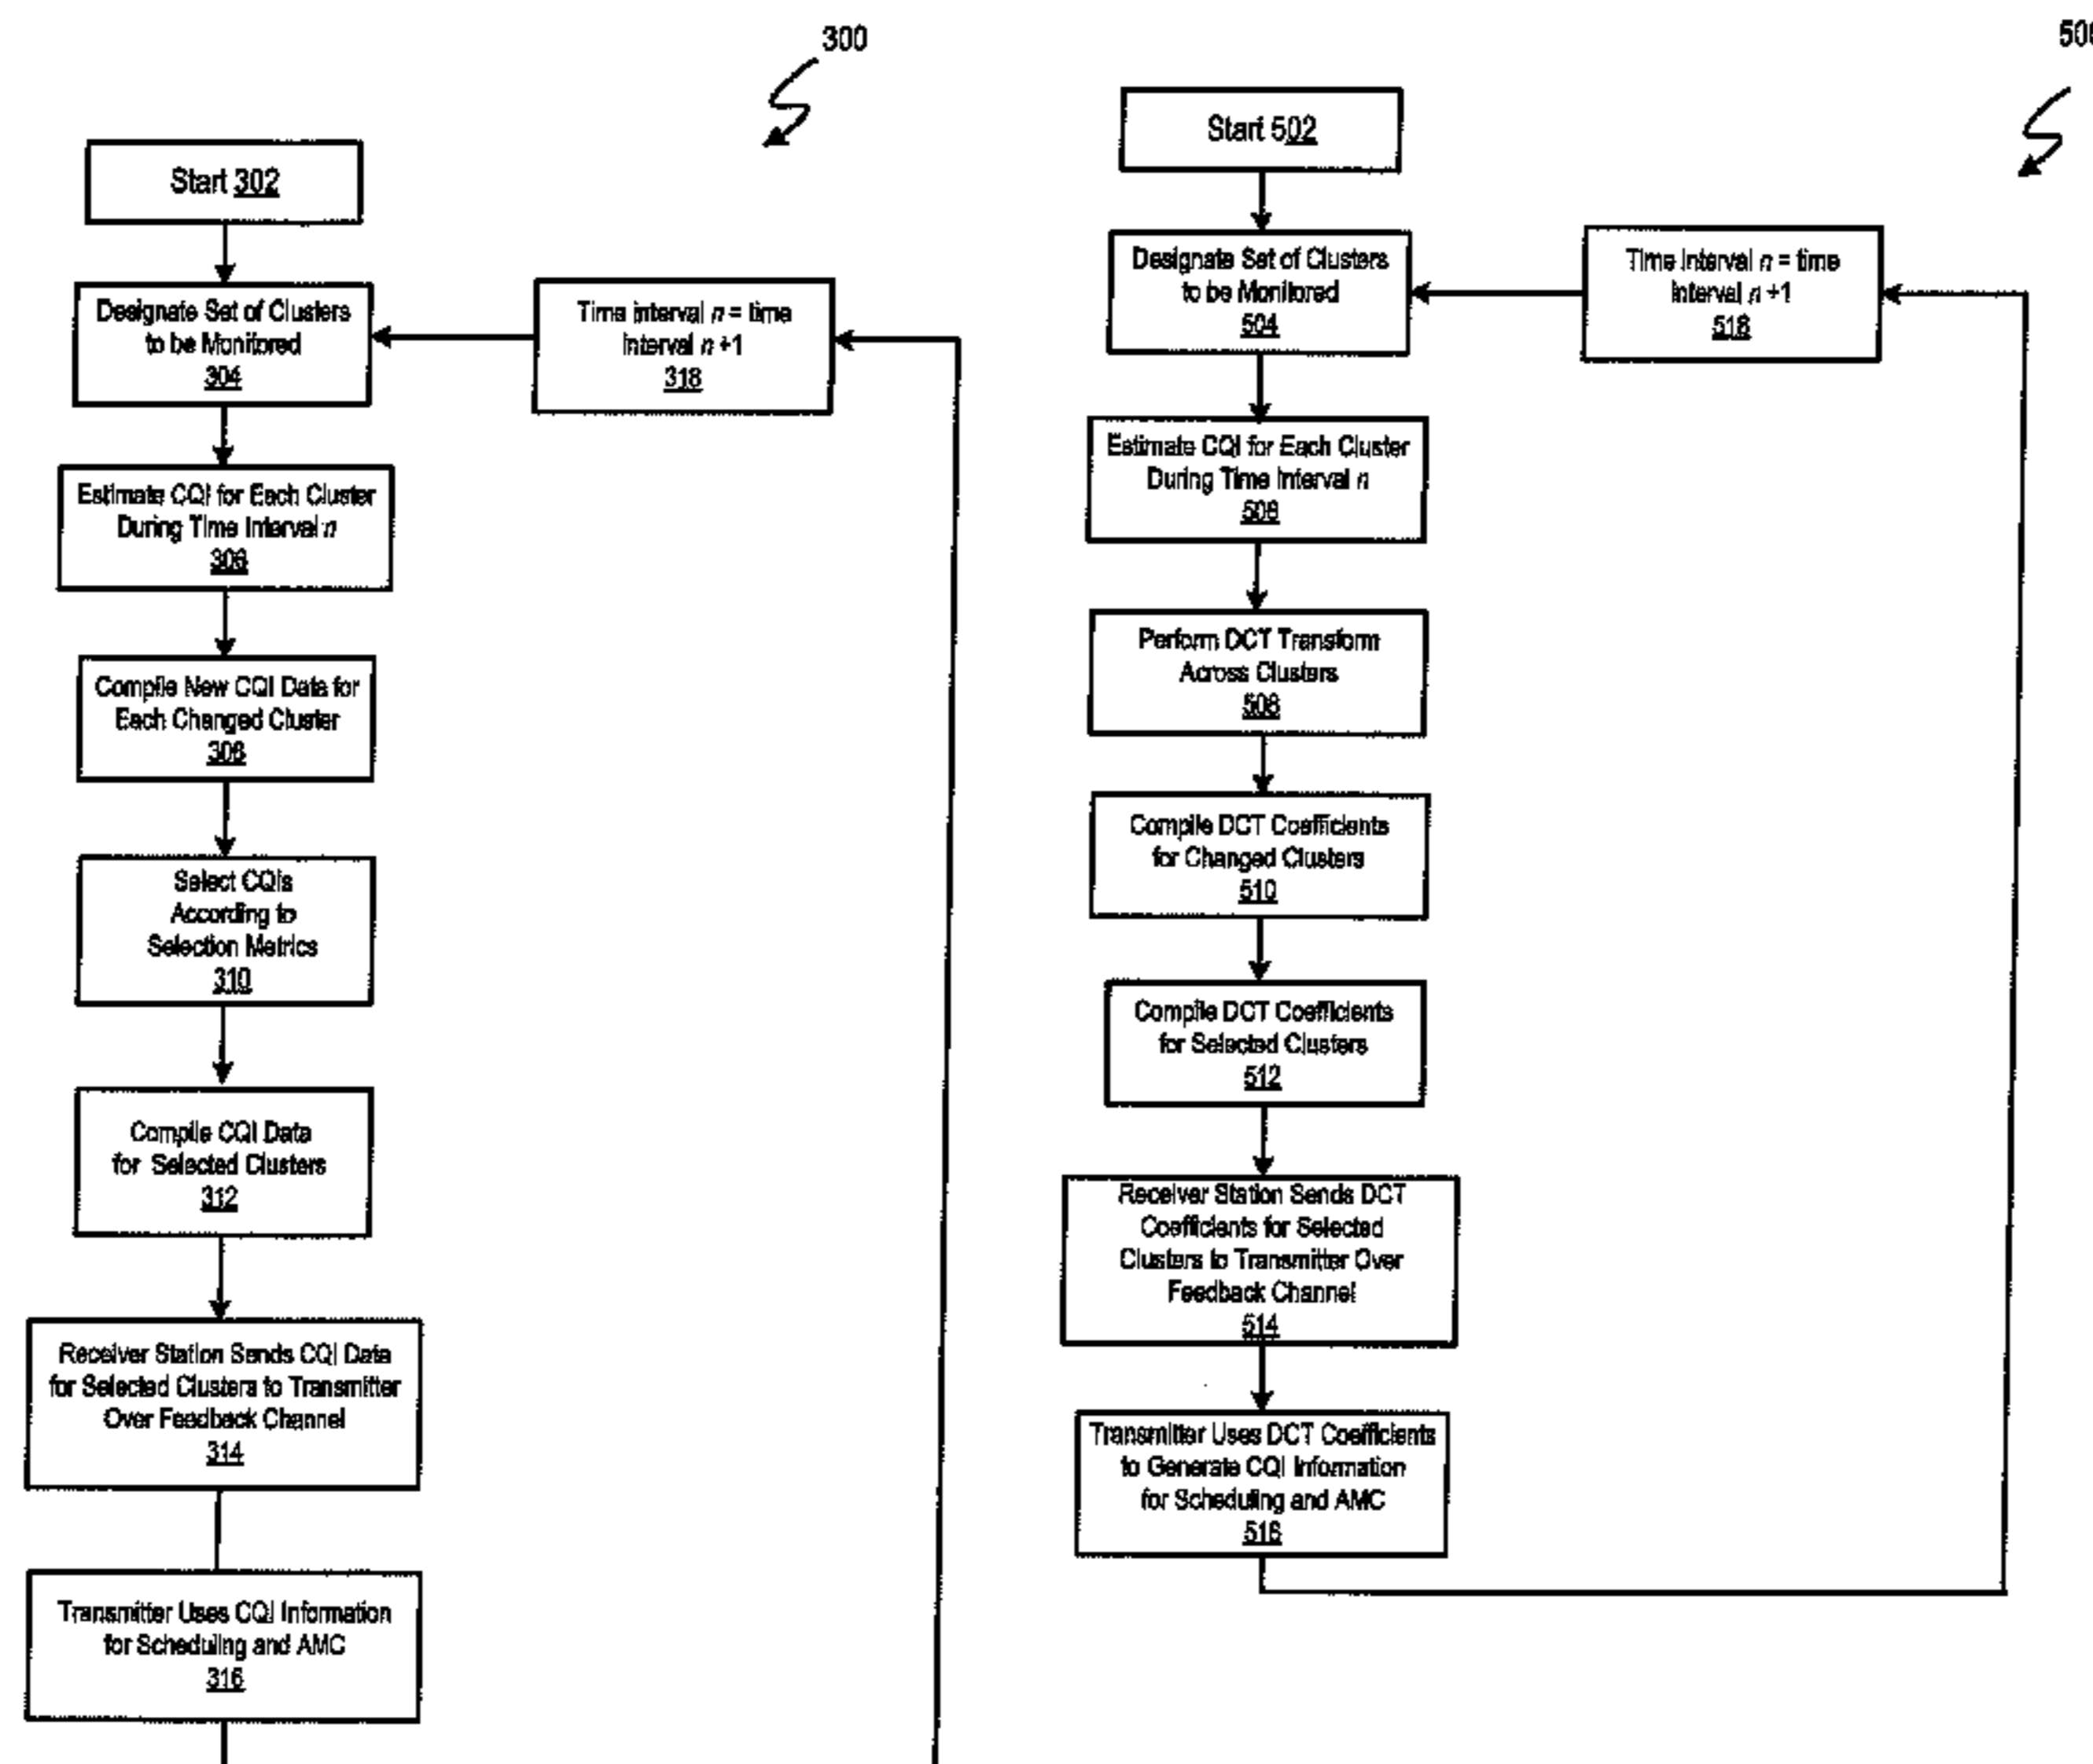 300
Start 302
Designate Set of Clusters
to be Monitored
304
Time interval n = time
interval n +1
318
Estimate CQI for Each Cluster
During Time Interval n
306
Compile New CQI Data for
Each Changed Cluster
308
Select CQIs
According to
Selection Metrics
310
Compile CQI Data
for Selected Clusters
312
Receiver Station Sends CQI Data
for Selected Clusters to Transmitter
Over Feedback Channel
314
Transmitter Uses CQI Information
for Scheduling and AMC
316
500
Start 502
Designate Set of Clusters
to be Monitored
504
Time Interval n = time
Interval n +1
518
Estimate CQI for Each Cluster
During Time Interval n
506
Perform DCT Transform
Across Clusters
508
Compile DCT Coefficients
for Changed Clusters
510
Compile DCT Coefficients
for Selected Clusters
512
Receiver Station Sends DCT
Coefficients for Selected
Clusters to Transmitter Over
Feedback Channel
514
Transmitter Uses DCT Coefficients
to Generate CQI Information
for Scheduling and AMC
516